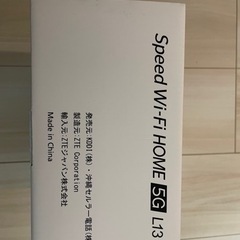 Speed Wi-Fi HOME 5G L13
発売元:KDDI(株)・沖縄セルラー電話(株
製造元:ZTE Corporation
輸入元:ZTEジャパン株式会社
Made in China